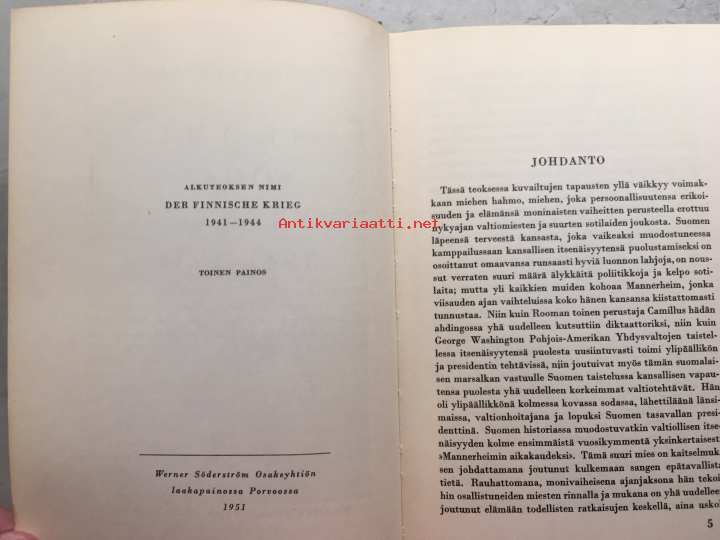 ALKUTEOKSEN NIMI
DER FINNISCHE KRIEG
1941—1944
TOINEN PAINOS
Werner Söderström Osakeyhtiön
laakapainossa Porvoossa
1951
Antikvariaatti.net
JOHDANTO
Tässä teoksessa kuvailtujen tapausten yllä väikkyy voimak-
kaan miehen hahmo, miehen, joka persoonallisuutensa erikoi-
suuden ja elämänsä moninaisten vaiheitten perusteella erottuu
nykyajan valtiomiesten ja suurten sotilaiden joukosta. Suomen
läpeensä terveestä kansasta, joka vaikeaksi muodostuneessa
kamppailussaan kansallisen itsenäisyytensä puolustamiseksi on
osoittanut omaavansa runsaasti hyviä luonnon lahjoja, on nous-
sut verraten suuri määrä älykkäitä poliitikkoja ja kelpo soti-
laita; mutta yli kaikkien muiden kohoaa Mannerheim, jonka
viisauden ajan vaihteluissa koko hänen kansansa kiistattomasti
tunnustaa. Niin kuin Rooman toinen perustaja Camillus hädän
ahdingossa yhä uudelleen kutsuttiin diktaattoriksi, niin kuin
George Washington Pohjois-Amerikan Yhdysvaltojen taistel-
lessa itsenäisyytensä puolesta uusiintuvasti toimi ylipäällikön
ja presidentin tehtävissä, niin joutuivat myös tämän suomalai-
sen marsalkan vastuulle Suomen taistelussa kansallisen vapau-
tensa puolesta yhä uudelleen korkeimmat valtiotehtävät. Hän
oli ylipäällikkönä kolmessa kovassa sodassa, lähettiläänä länsi-
maissa, valtionhoitajana ja lopuksi Suomen tasavallan presi-
denttinä. Suomen historiassa muodostuvatkin valtiollisen itse-
näisyyden kolme ensimmäistä vuosikymmentä yksinkertaisesti
»Mannerheimin aikakaudeksi». Tämä suuri mies on kaitselmuk-
sen johdattamana joutunut kulkemaan sangen epätavallista
tietä. Rauhattomana, monivaiheisena ajanjaksona hän tekoi-
hin osallistuneiden miesten rinnalla ja mukana on yhä uudelleen
joutunut elämään todellisten ratkaisujen keskellä, aina uskol-
5